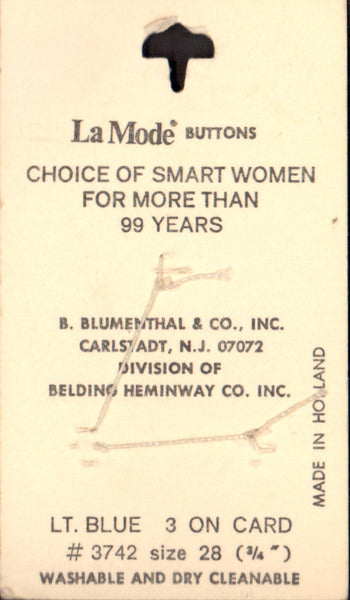 La Mode® BUTTONS
CHOICE OF SMART WOMEN
FOR MORE THAN
99 YEARS
B. BLUMENTHAL & CO., INC.
CARLSTADT, N.J. 07072
DIVISION OF
BELDING HEMINWAY CO. INC.
MADE IN HOLLAND
LT. BLUE 3 ON CARD
# 3742 size 28 (3/4 ")
WASHABLE AND DRY CLEANABLE